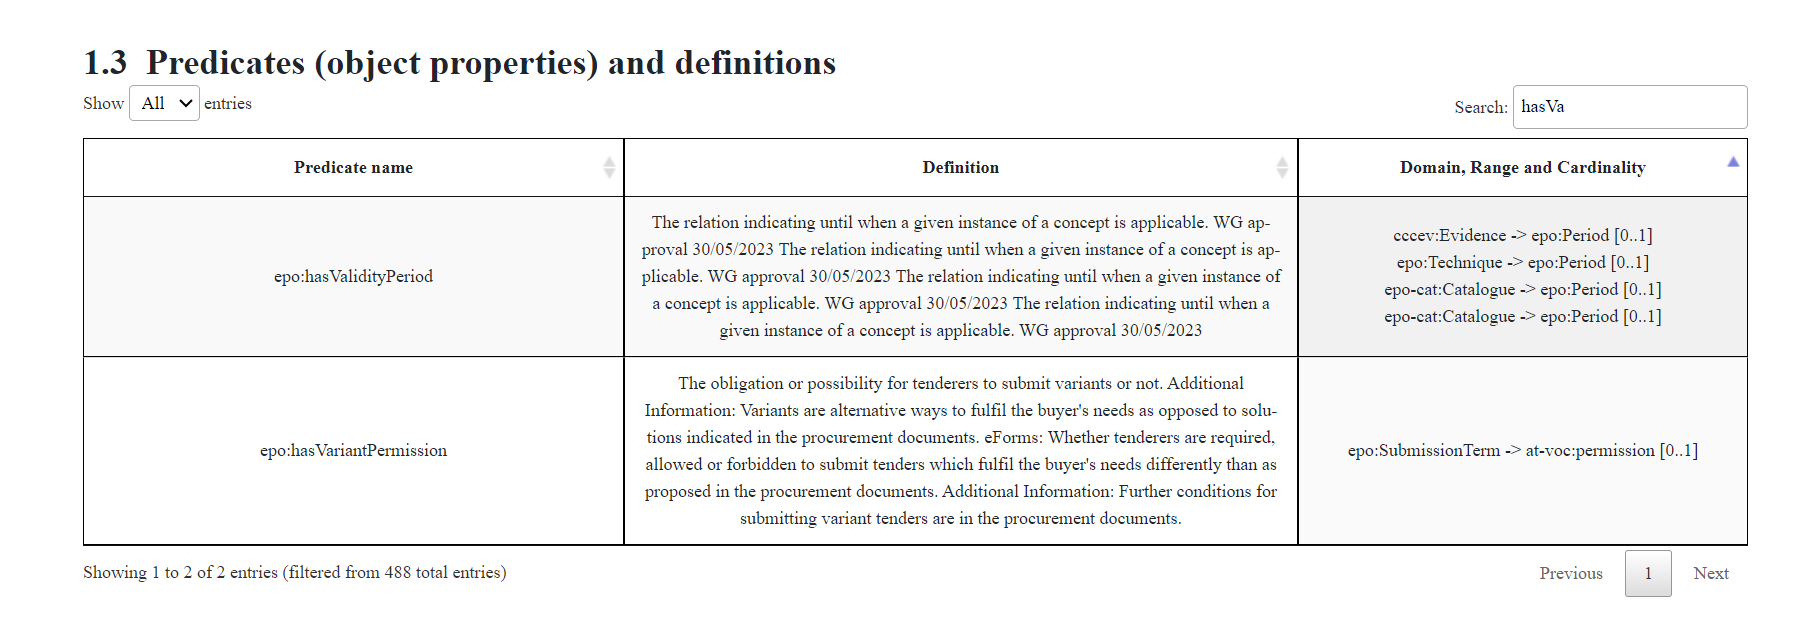 1.3 Predicates (object properties) and definitions
Show All entries
Search: hasVa
Predicate name
Definition
Domain, Range and Cardinality
epo:hasValidityPeriod
The relation indicating until when a given instance of a concept is applicable. WG ap-
proval 30/05/2023 The relation indicating until when a given instance of a concept is ap-
plicable. WG approval 30/05/2023 The relation indicating until when a given instance of
a concept is applicable. WG approval 30/05/2023 The relation indicating until when a
given instance of a concept is applicable. WG approval 30/05/2023
cccev:Evidence -> epo:Period [0..1]
epo:Technique -> epo:Period [0..1]
epo-cat:Catalogue -> epo:Period [0..1]
epo-cat:Catalogue -> epo:Period [0..1]
epo:hasVariantPermission
The obligation or possibility for tenderers to submit variants or not. Additional
Information: Variants are alternative ways to fulfil the buyer's needs as opposed to solu-
tions indicated in the procurement documents. eForms: Whether tenderers are required,
allowed or forbidden to submit tenders which fulfil the buyer's needs differently than as
proposed in the procurement documents. Additional Information: Further conditions for
submitting variant tenders are in the procurement documents.
epo:SubmissionTerm -> at-voc:permission [0..1]
Showing 1 to 2 of 2 entries (filtered from 488 total entries)
Previous 1 Next